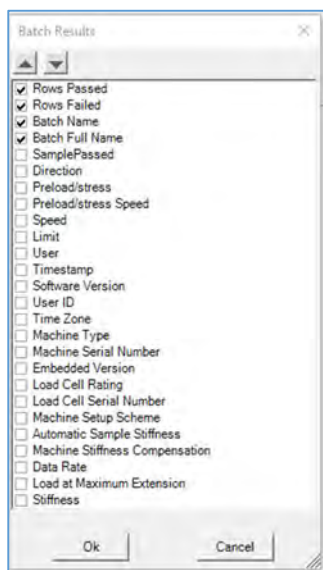 Batch Results
Rows Passed
Rows Failed
Batch Name
Batch Full Name
SamplePassed
Direction
Preload/stress
Preload/stress Speed
Speed
Limit
User
Timestamp
Software Version
User ID
Time Zone
Machine Type
Machine Serial Number
Embedded Version
Load Cell Rating
Load Cell Serial Number
Machine Setup Scheme
Automatic Sample Stiffness
Machine Stiffness Compensation
Data Rate
Load at Maximum Extension
Stiffness
Ok Cancel